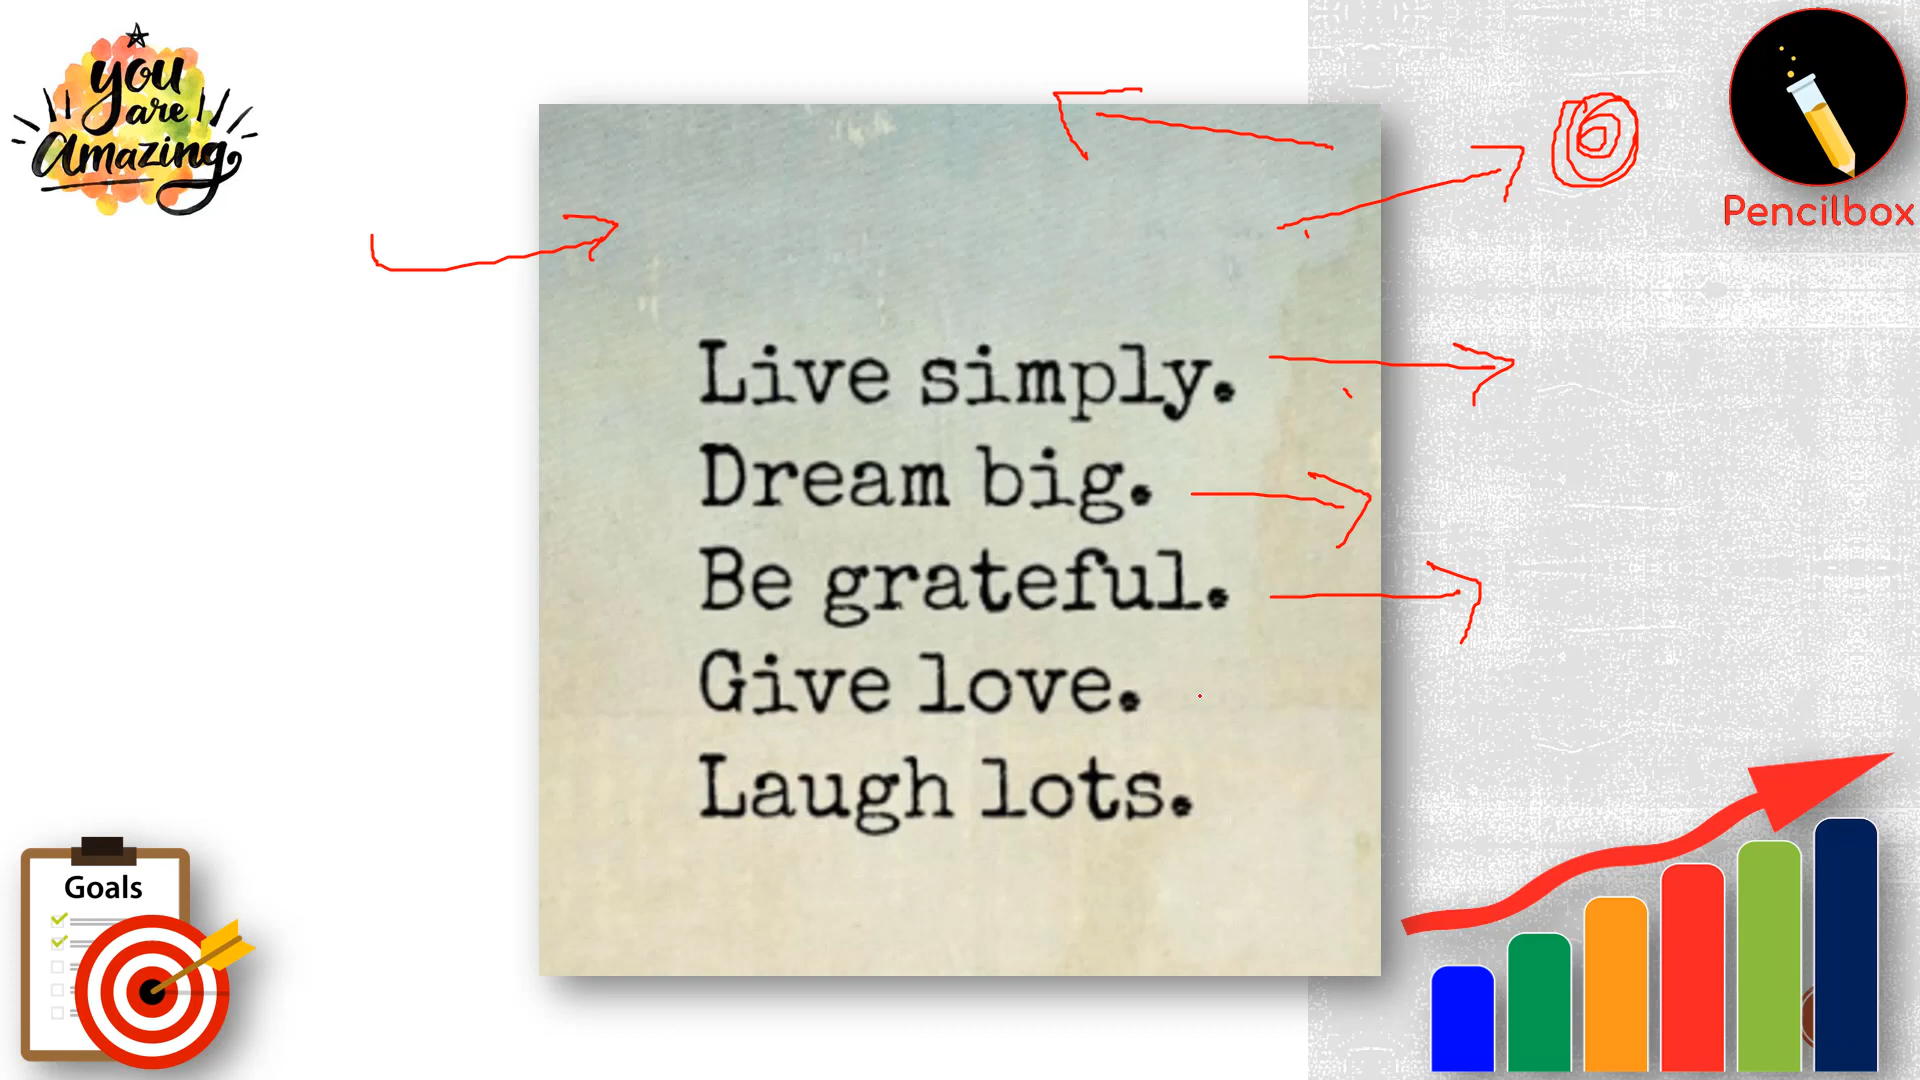 you
are
Amazing
Pencilbox
Live simply.
Dream big.
Be grateful.
Give love.
Laugh lots.
Goals